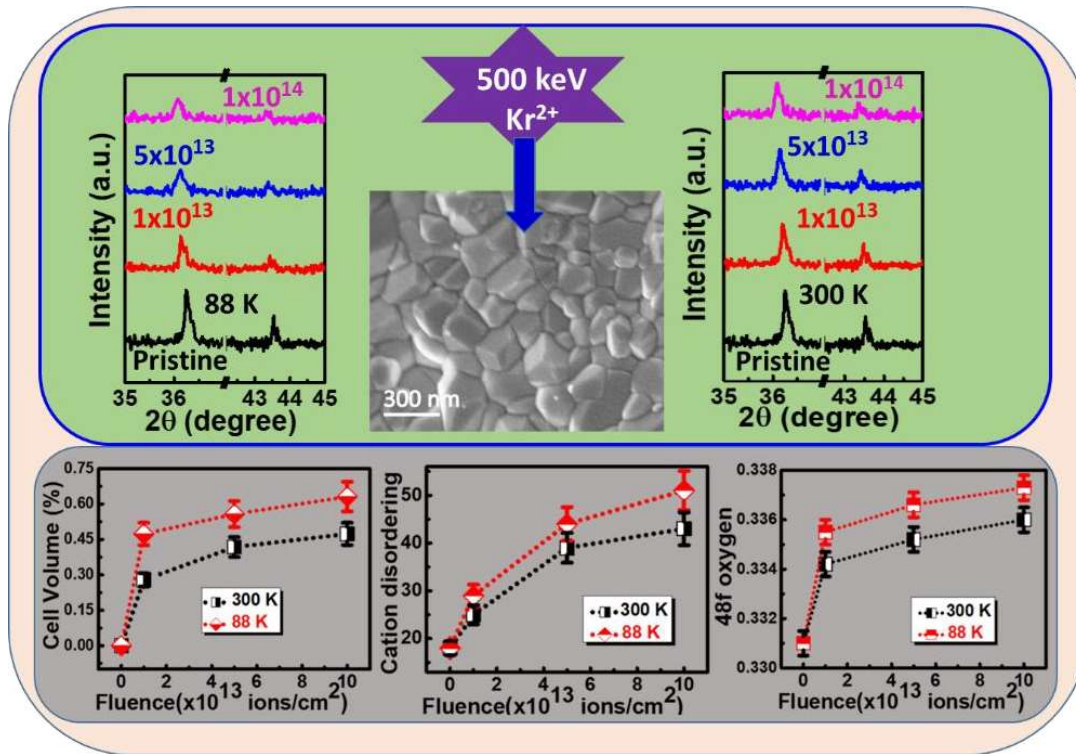 500 keV
Kr2+
Intensity (a.u.)
1x10^14
5x10^13
1x10^13
88 K
Pristine
35 36 43 44 45
2θ (degree)
300 nm
Intensity (a.u.)
1x10^14
5x10^13
1x10^13
300 K
Pristine
35 36 43 44 45
2θ (degree)
Cell Volume (%)
0.75
0.60
0.45
0.30
0.15
0.00
300 K
88 K
0 2 4 6 8 10
Fluence(x10^13 ions/cm^2)
Cation disordering
50
40
30
20
300 K
88 K
0 2 4 6 8 10
Fluence(x10^13 ions/cm^2)
48f oxygen
0.338
0.336
0.334
0.332
0.330
300 K
88 K
0 2 4 6 8 10
Fluence(x10^13 ions/cm^2)